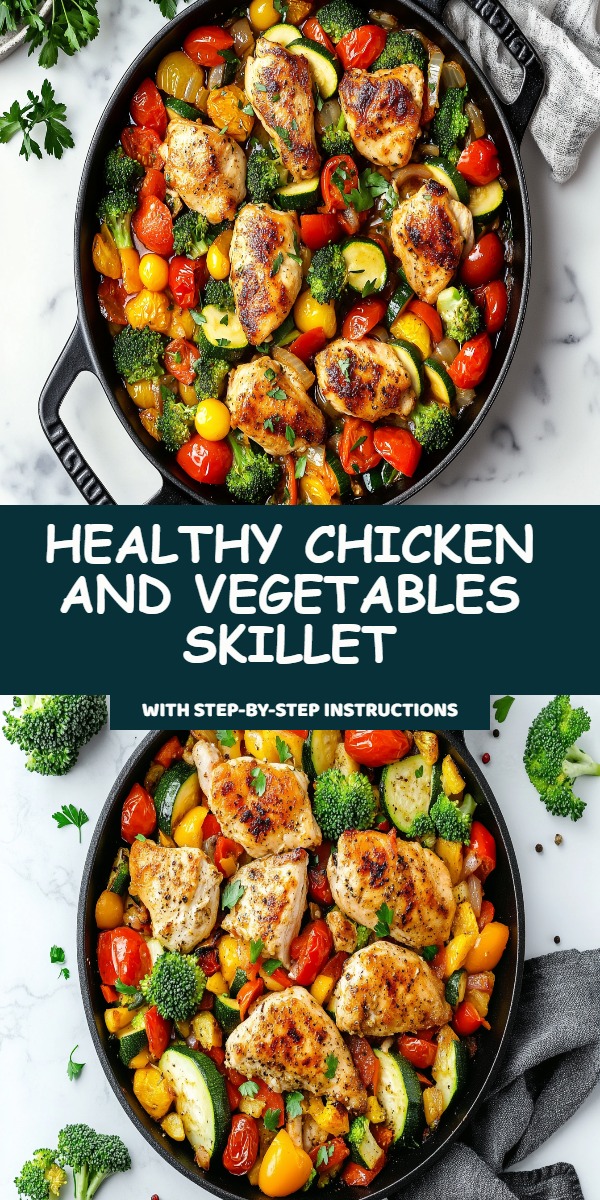 HEALTHY CHICKEN
AND VEGETABLES
SKILLET
WITH STEP-BY-STEP INSTRUCTIONS